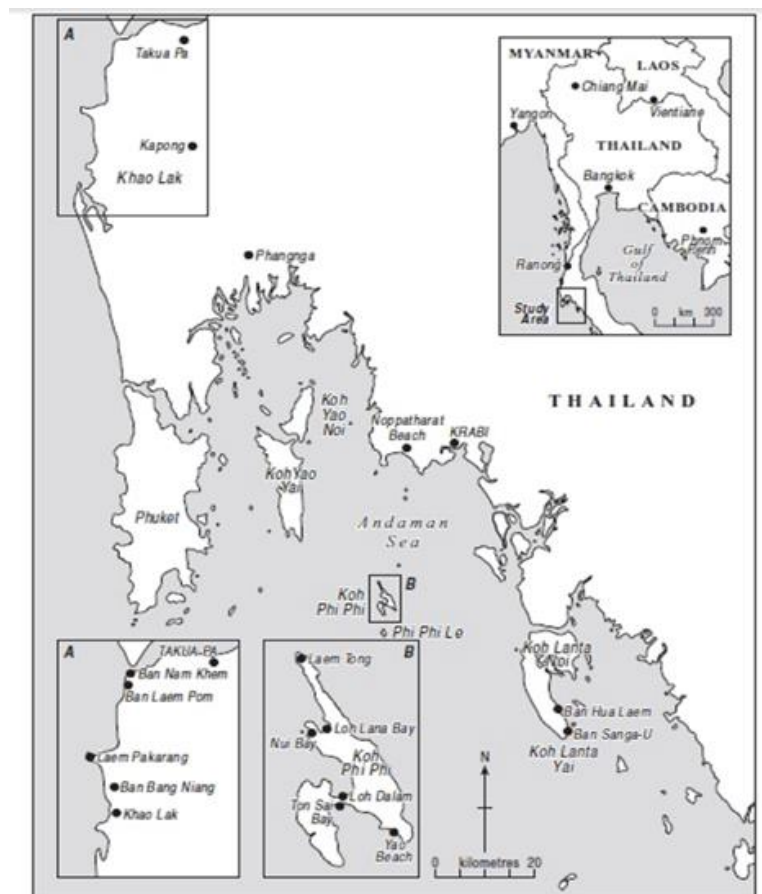 A
Takua Pa
Kapong
Khao Lak
MYANMAR
LAOS
Chiang Mai
Vientiane
Yangon
THAILAND
Bangkok
CAMBODIA
Phnom
Penh
Gulf
of
Thailand
Ranong
Study
Area
0 km 300
Phangnga
THAILAND
Koh
Yao
Noi
Noppatharat
Beach
KRABI
Koh Yao
Yai
Phuket
Andaman
Sea
B
Koh
Phi Phi
Phi Phi Le
Koh Lanta
Noi
Ban Hua Laem
Ban Sanga-U
Koh Lanta
Yai
A
TAKUA-PA
Ban Nam Khem
Ban Laem Pom
Laem Pakarang
Ban Bang Niang
Khao Lak
B
Laem Tong
Loh Lana Bay
Nui Bay
Koh
Phi Phi
Loh Dalam
Ton Sai
Bay
Yao
Beach
N
0 kilometres 20